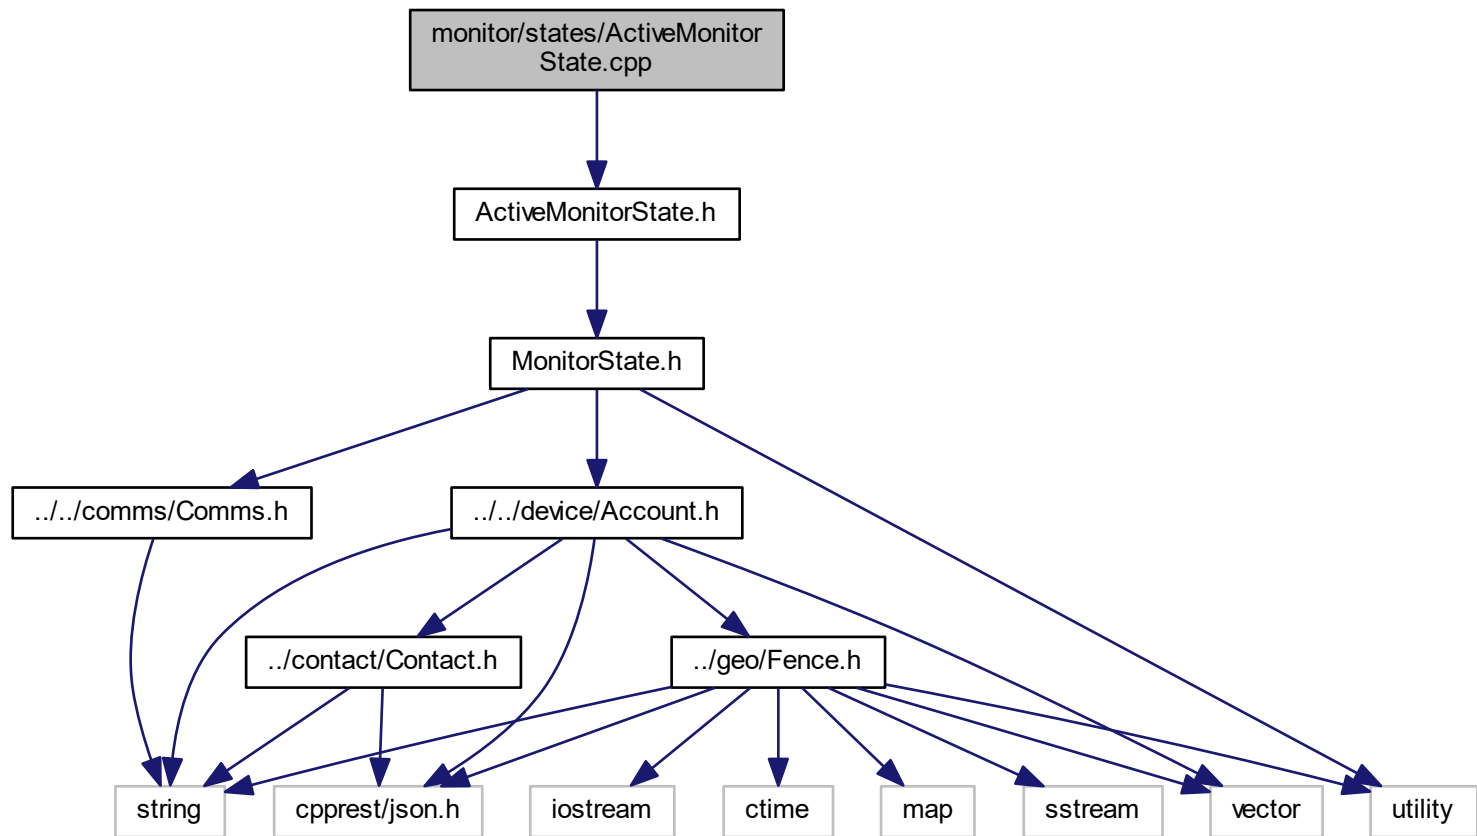 monitor/states/ActiveMonitor
State.cpp
ActiveMonitorState.h
MonitorState.h
../../comms/Comms.h
../../device/Account.h
../contact/Contact.h
../geo/Fence.h
string
cpprest/json.h
iostream
ctime
map
sstream
vector
utility